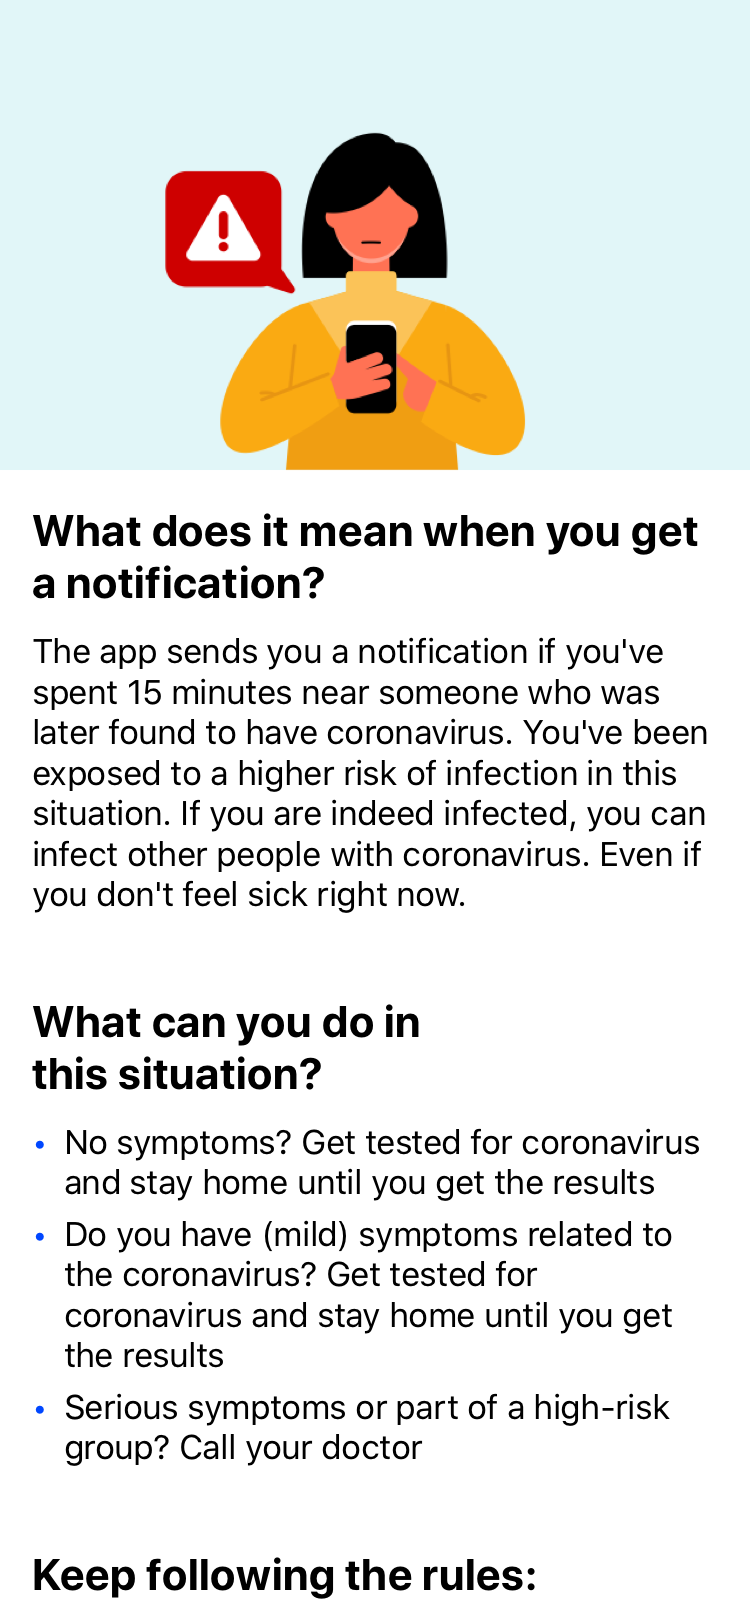 What does it mean when you get
a notification?
The app sends you a notification if you've
spent 15 minutes near someone who was
later found to have coronavirus. You've been
exposed to a higher risk of infection in this
situation. If you are indeed infected, you can
infect other people with coronavirus. Even if
you don't feel sick right now.
What can you do in
this situation?
• No symptoms? Get tested for coronavirus
and stay home until you get the results
• Do you have (mild) symptoms related to
the coronavirus? Get tested for
coronavirus and stay home until you get
the results
• Serious symptoms or part of a high-risk
group? Call your doctor
Keep following the rules: